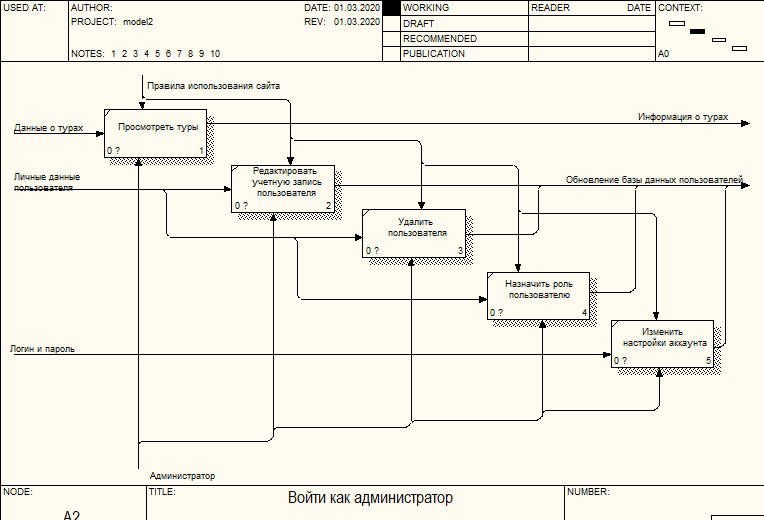 USED AT:
AUTHOR:
DATE: 01.03.2020
WORKING
READER
DATE
CONTEXT:
PROJECT: model2
REV: 01.03.2020
DRAFT
RECOMMENDED
NOTES: 1 2 3 4 5 6 7 8 9 10
PUBLICATION
A0
Правила использования сайта
Информация о турах
Данные о турах
Просмотреть туры
0 ?
1
Личные данные
пользователя
Редактировать
учетную запись
пользователя
0 ?
2
Обновление базы данных пользователей
Удалить
пользователя
0 ?
3
Назначить роль
пользователю
0 ?
4
Логин и пароль
Изменить
настройки аккаунта
0 ?
5
Администратор
NODE:
TITLE:
NUMBER:
Войти как администратор
A2